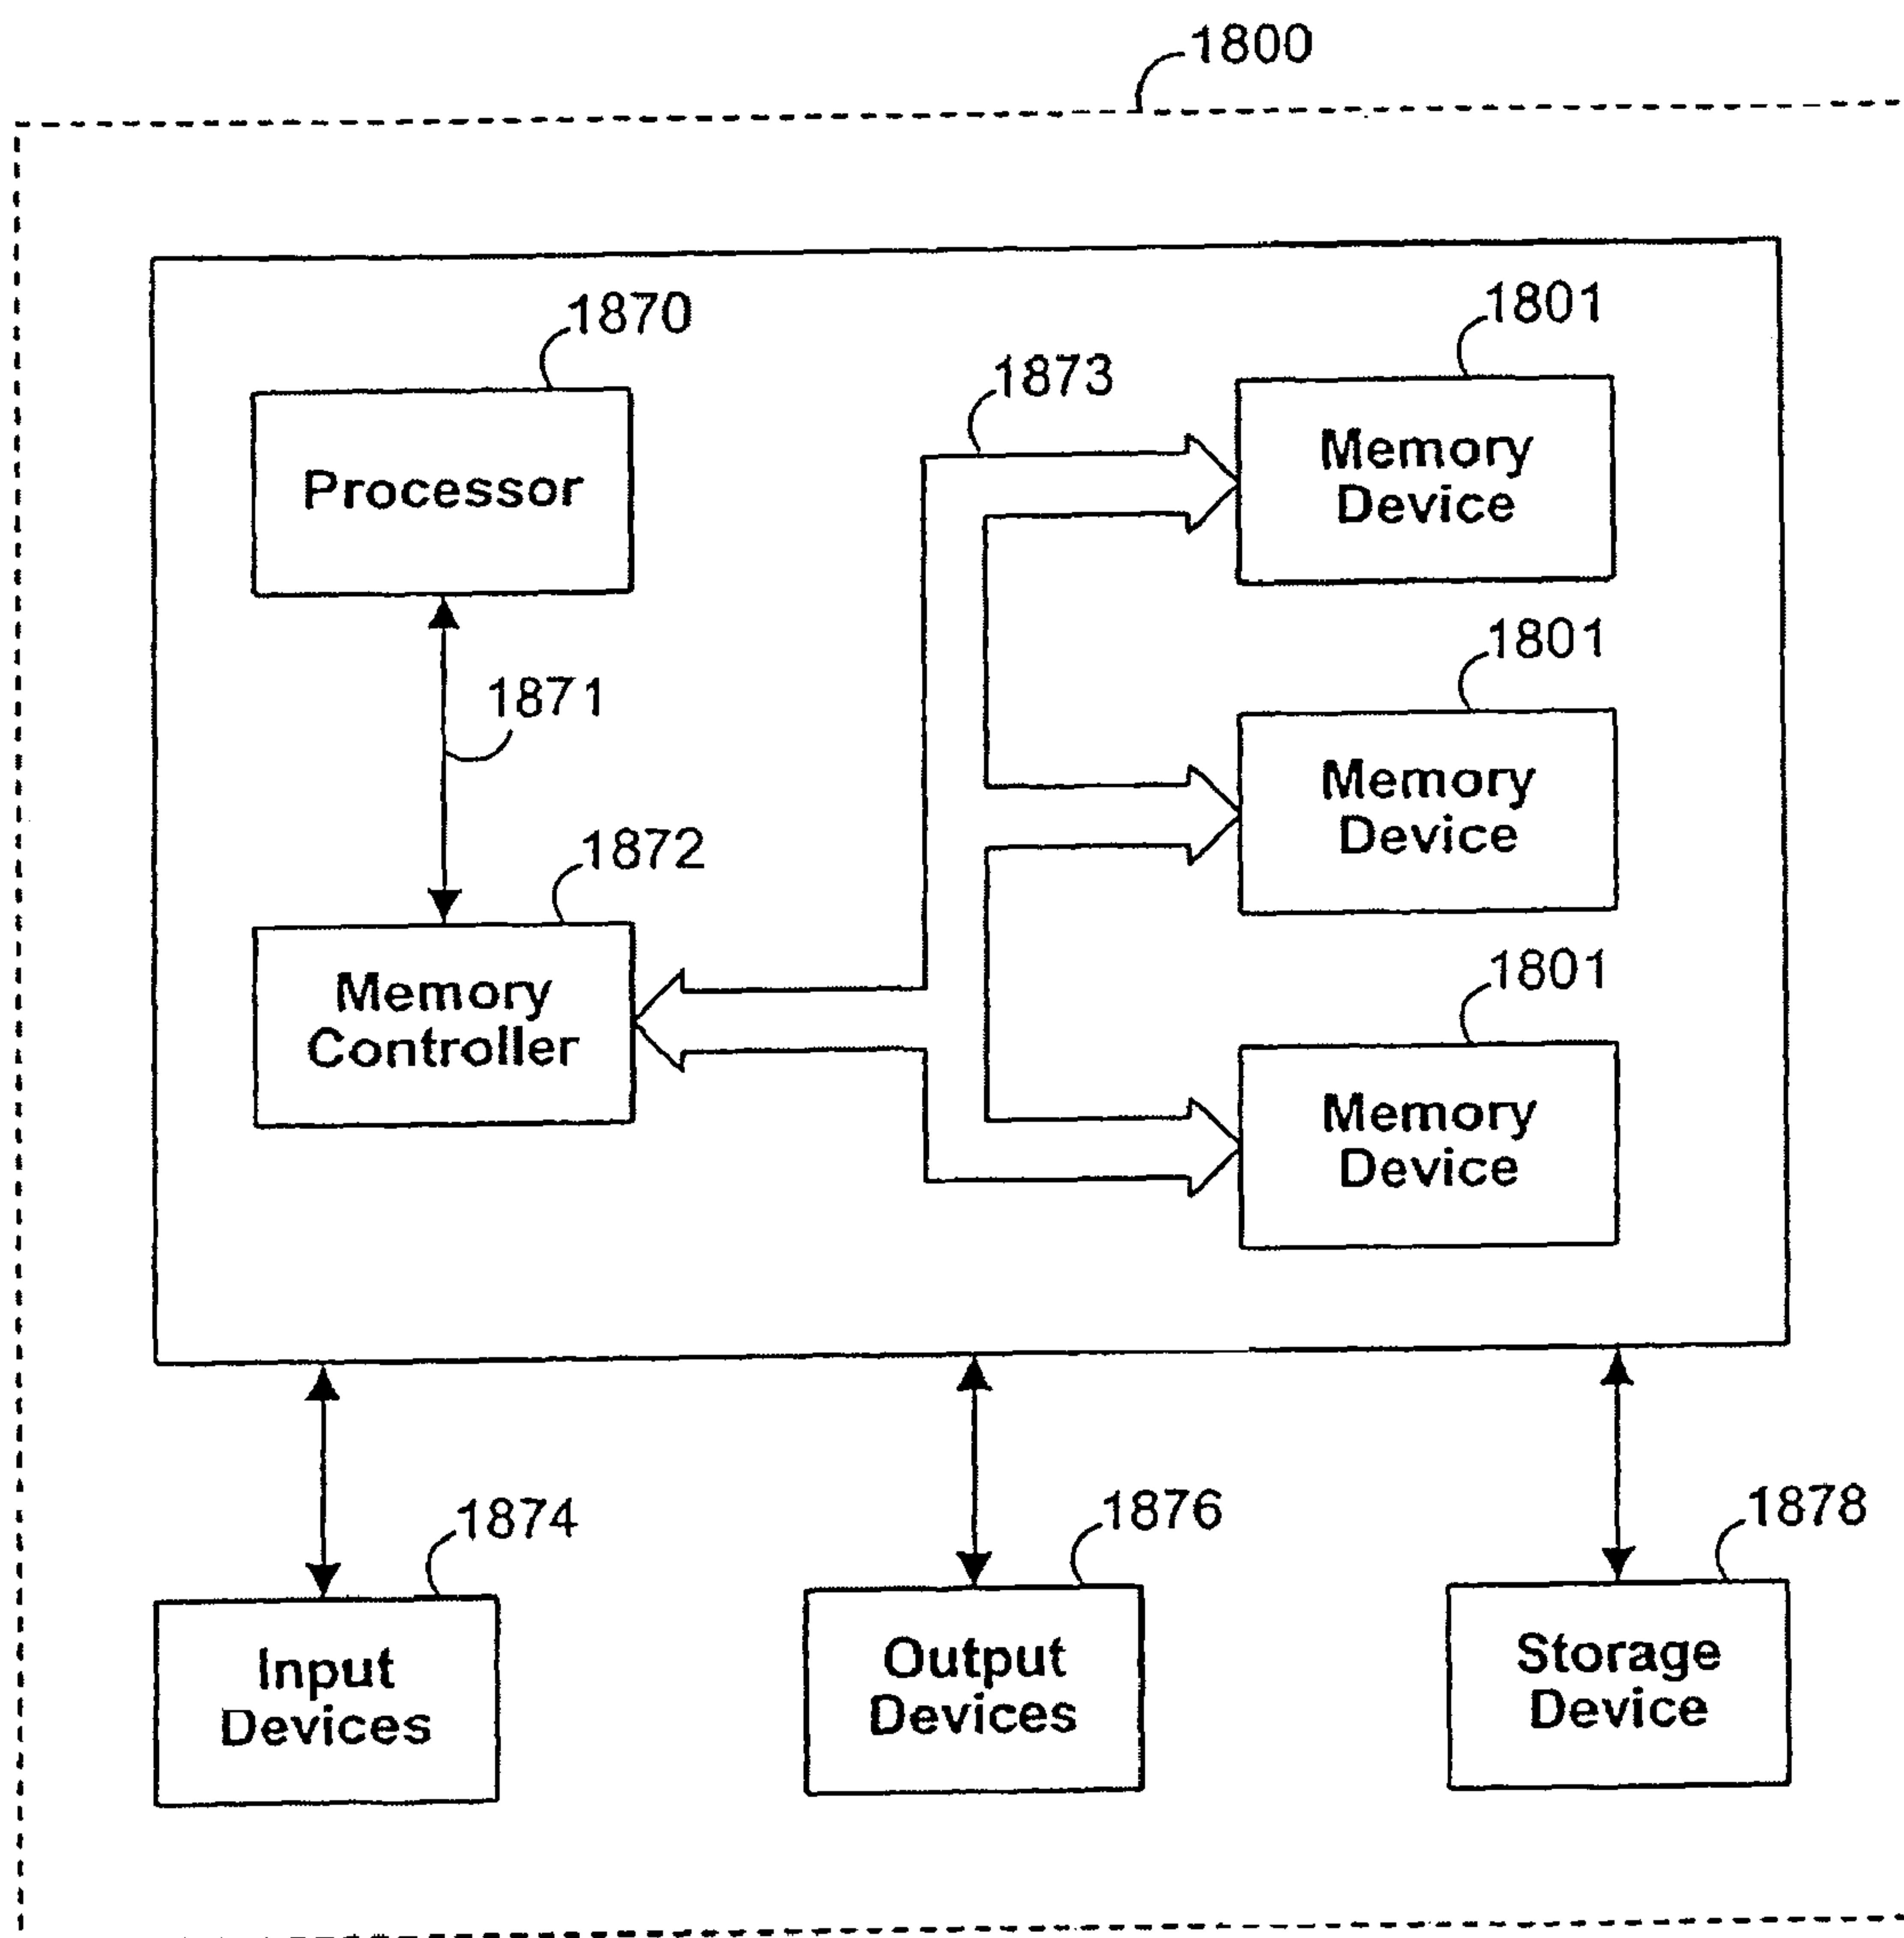 1800
1870
1801
1873
Processor
Memory
Device
1871
1801
Memory
Device
1872
Memory
Controller
1801
Memory
Device
1874
1876
1878
Input
Devices
Output
Devices
Storage
Device